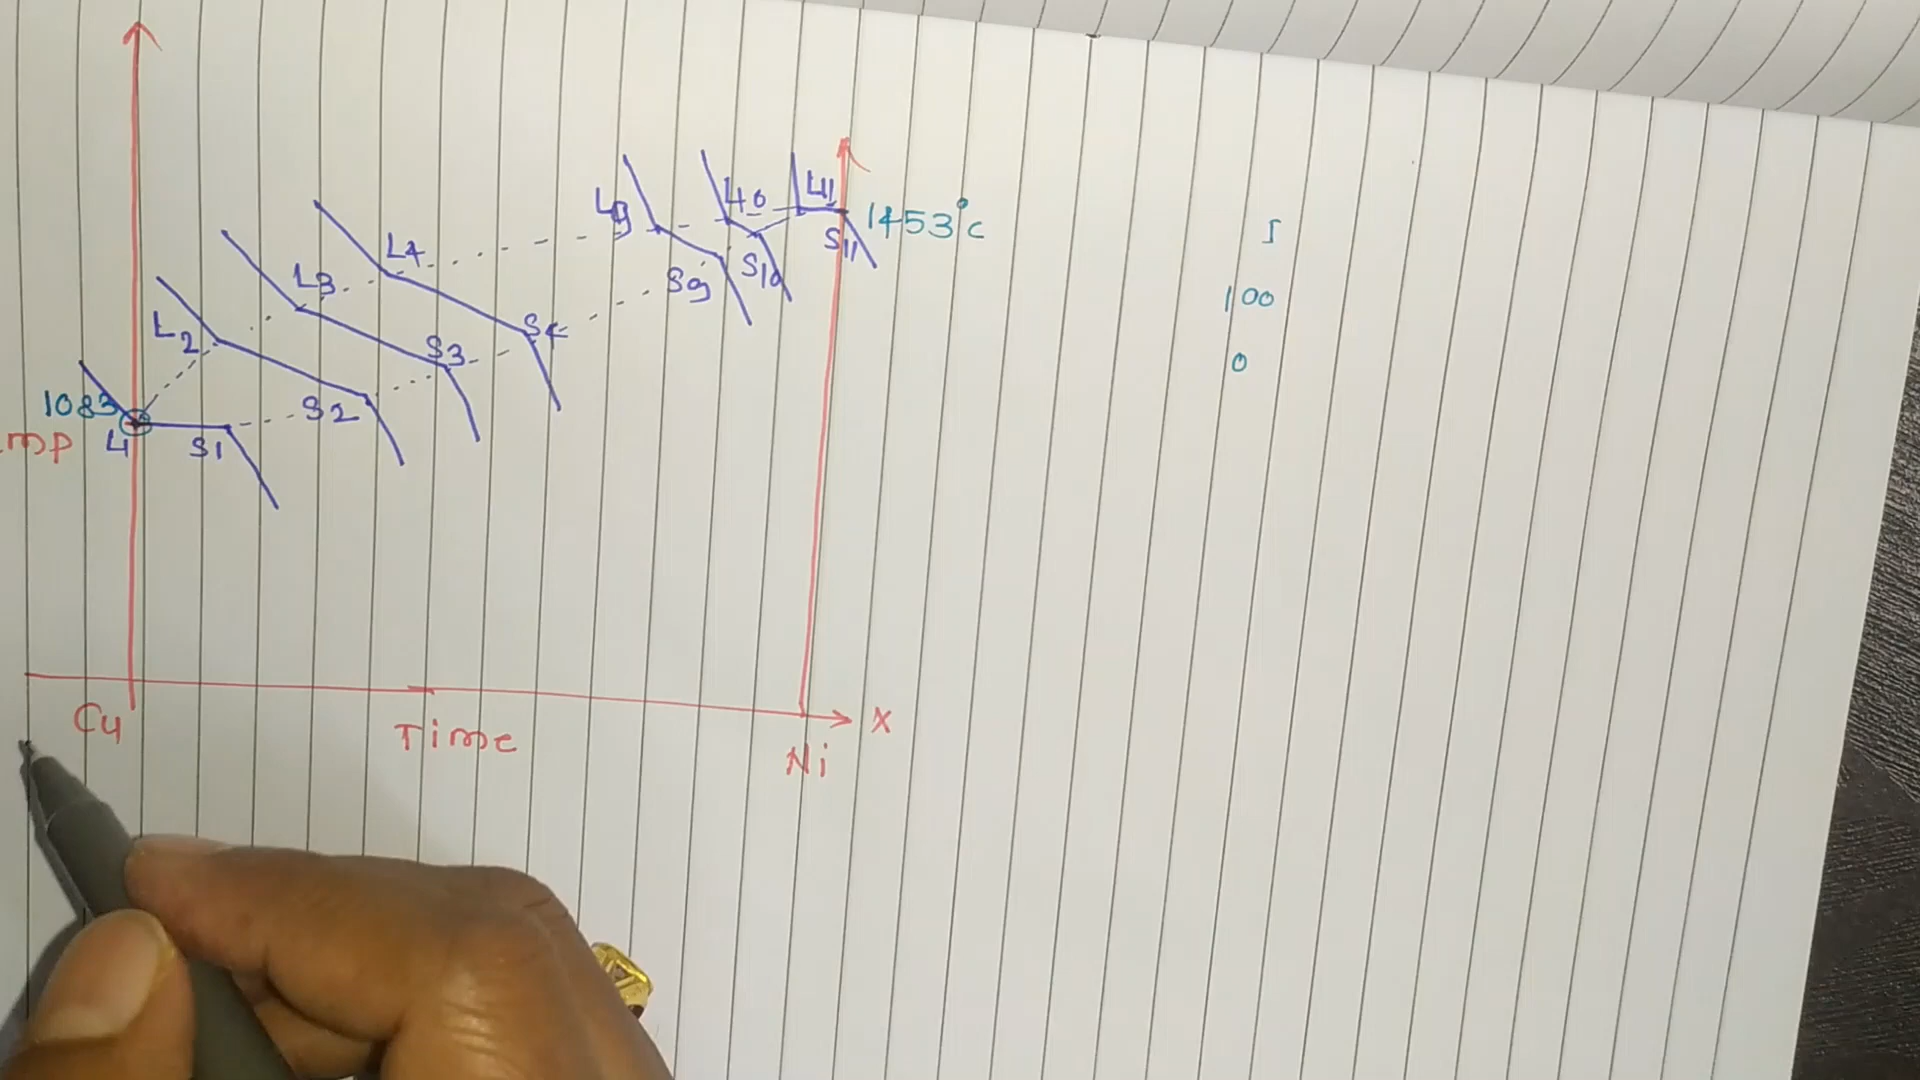 L9 L10 L11
1453°c
L4 S11
L3 S9 S10
L2 S4
S3
1083 S2
mp L1 S1
Cu Time Ni X
I
100
0